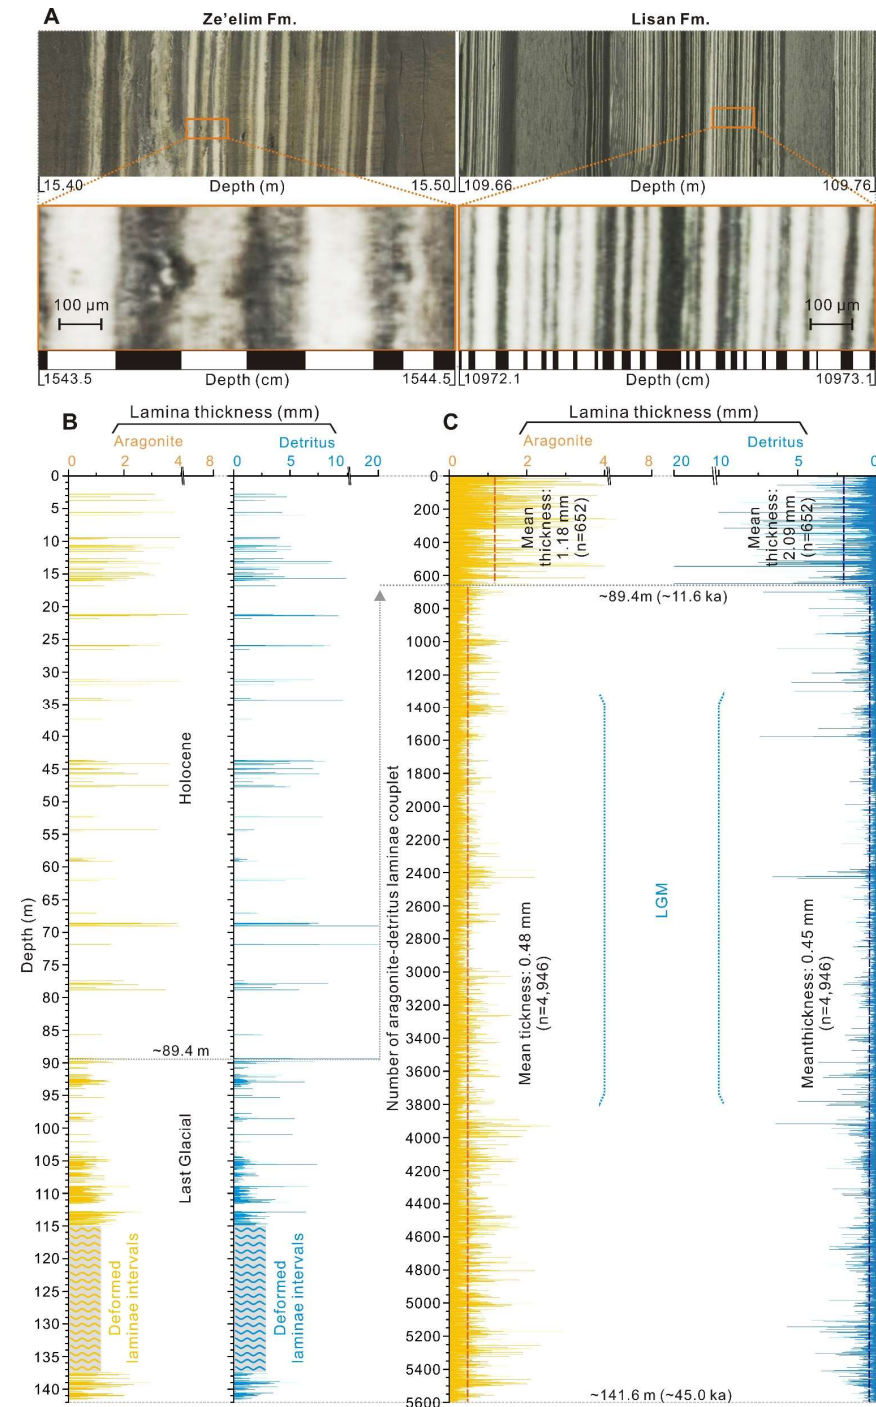 A
Ze'elim Fm.
Lisan Fm.
15.40
Depth (m)
15.50
109.66
Depth (m)
109.76
100 µm
100 µm
1543.5
Depth (cm)
1544.5
10972.1
Depth (cm)
10973.1
B
Lamina thickness (mm)
Aragonite
Detritus
0
2
4
8
0
5
10
20
0
5
10
15
20
25
30
35
40
45
50
55
60
65
70
75
80
85
90
95
100
105
110
115
120
125
130
135
140
Depth (m)
Holocene
~89.4 m
Last Glacial
Deformed
laminae intervals
Deformed
laminae intervals
C
Lamina thickness (mm)
Aragonite
Detritus
0
2
4
8
20
10
5
0
0
200
400
600
800
1000
1200
1400
1600
1800
2000
2200
2400
2600
2800
3000
3200
3400
3600
3800
4000
4200
4400
4600
4800
5000
5200
5400
5600
Number of aragonite-detritus laminae couplet
Mean
thickness:
1.18 mm
(n=652)
Mean
thickness:
2.09 mm
(n=652)
~89.4m (~11.6 ka)
LGM
Mean tickness: 0.48 mm
(n=4,946)
Meanthickness: 0.45 mm
(n=4,946)
~141.6 m (~45.0 ka)